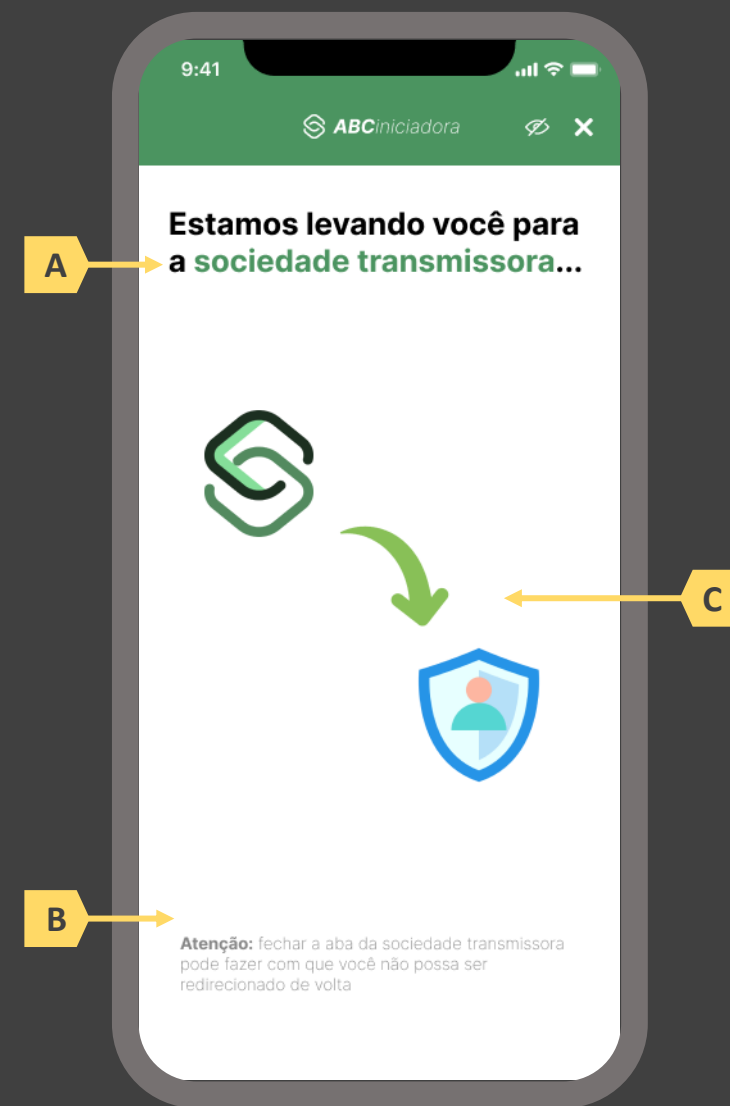 9:41
ABCiniciadora
Estamos levando você para
a sociedade transmissora...
A
C
B
Atenção: fechar a aba da sociedade transmissora
pode fazer com que você não possa ser
redirecionado de volta